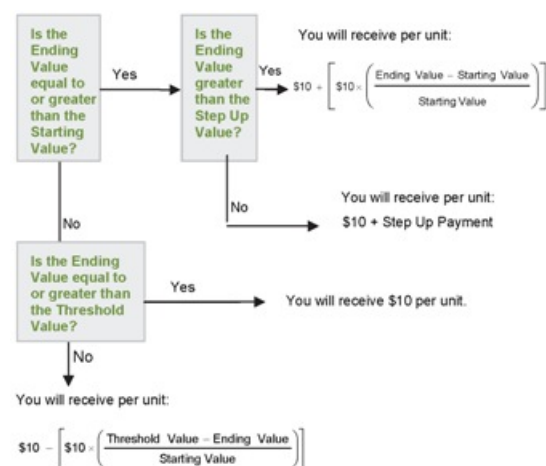 Is the
Ending
Value
equal to
or greater
than the
Starting
Value?
Yes
Is the
Ending
Value
greater
than the
Step Up
Value?
Yes
You will receive per unit:
$10 + [ $10 × ( Ending Value – Starting Value
Starting Value ) ]
No
You will receive per unit:
$10 + Step Up Payment
No
Is the Ending
Value equal to
or greater than
the Threshold
Value?
Yes
You will receive $10 per unit.
No
You will receive per unit:
$10 – [ $10 × ( Threshold Value – Ending Value
Starting Value ) ]